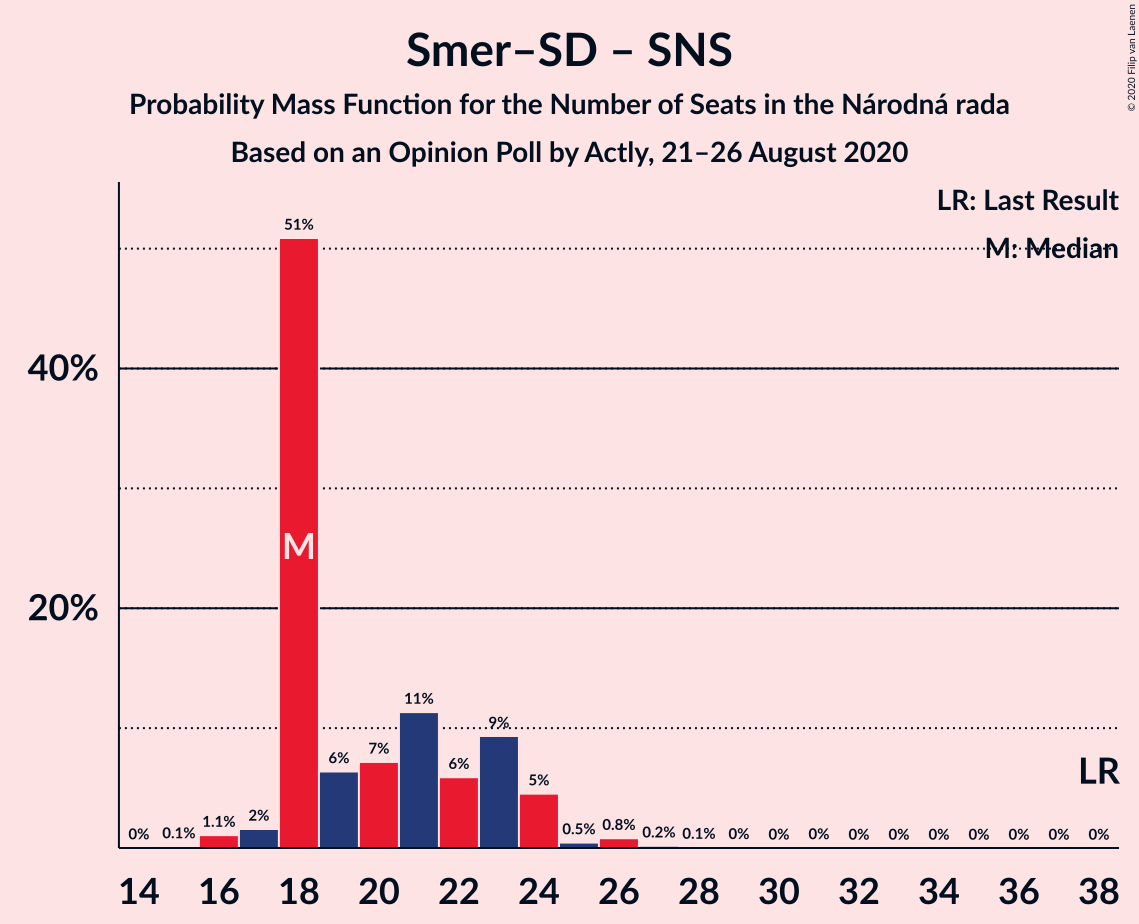 Smer–SD – SNS
Probability Mass Function for the Number of Seats in the Národná rada
Based on an Opinion Poll by Actly, 21–26 August 2020
© 2020 Filip van Laenen
LR: Last Result
M: Median
51%
40%
M
20%
11%
9%
7%
6%
6%
5%
LR
0% 0.1% 1.1% 2% 0.5% 0.8% 0.2% 0.1% 0% 0% 0% 0% 0% 0% 0% 0% 0% 0%
14 16 18 20 22 24 26 28 30 32 34 36 38